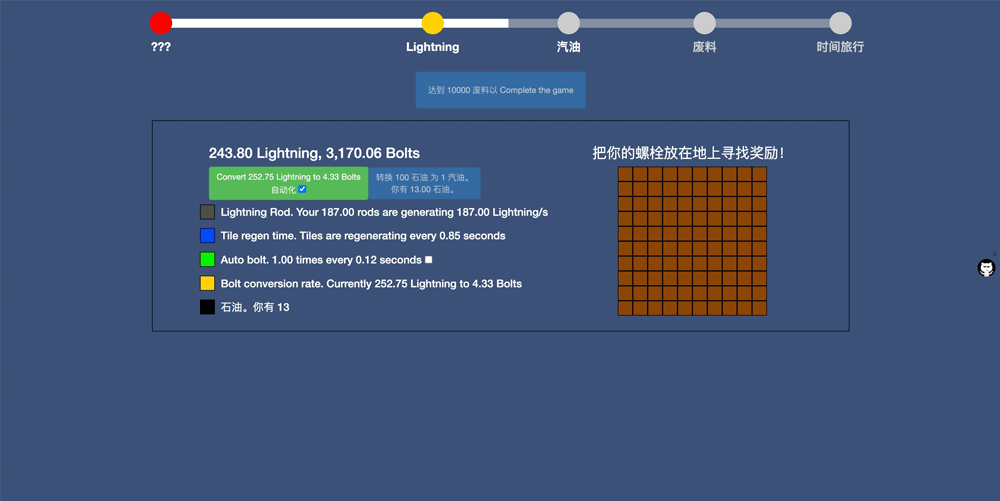 ???
Lightning
汽油
废料
时间旅行
达到 10000 废料以 Complete the game
243.80 Lightning, 3,170.06 Bolts
把你的螺栓放在地上寻找奖励！
Convert 252.75 Lightning to 4.33 Bolts
自动化
转换 100 石油 为 1 汽油。
你有 13.00 石油。
Lightning Rod. Your 187.00 rods are generating 187.00 Lightning/s
Tile regen time. Tiles are regenerating every 0.85 seconds
Auto bolt. 1.00 times every 0.12 seconds
Bolt conversion rate. Currently 252.75 Lightning to 4.33 Bolts
石油。你有 13